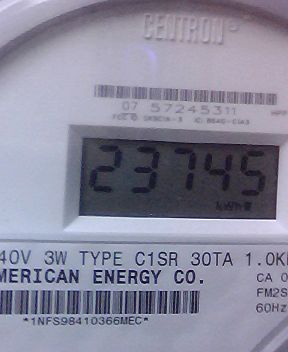 CENTRON
07 57245311
23745
kWh
40V 3W TYPE C1SR 30TA 1.0K
MERICAN ENERGY CO.
CA 0
FM2S
60Hz
*1NFS98410366MEC*